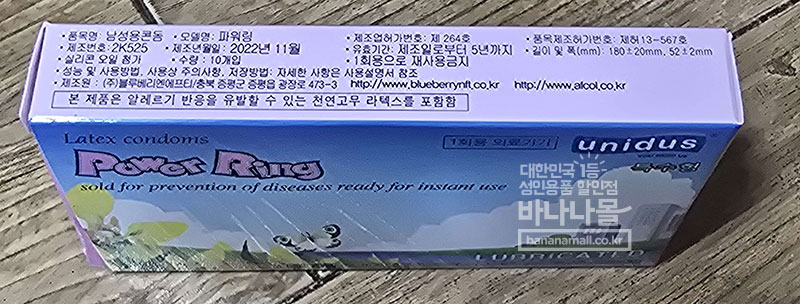 • 품목명: 남성용콘돔 • 모델명: 파워링 • 제조업허가번호: 제 264호 • 품목제조허가번호: 제허13-567호
• 제조번호: 2K525 • 제조년월일: 2022년 11월 • 유효기간: 제조일로부터 5년까지 • 길이 및 폭(mm): 180±20mm, 52±2mm
• 실리콘 오일 첨가 • 수량: 10개입 • 1회용으로 재사용금지
• 성능 및 사용방법, 사용상 주의사항, 저장방법: 자세한 사항은 사용설명서 참조
• 제조원 : (주)블루베리엔에프티/충북 증평군 증평읍 광장로 473-3 http://www.blueberrynft.co.kr http://www.alcol.co.kr
본 제품은 알레르기 반응을 유발할 수 있는 천연고무 라텍스를 포함함
Latex condoms
1회용 의료기기
unidus
Power Ring
특수형
sold for prevention of diseases ready for instant use
대한민국 1등
성인용품 할인점
바나나몰
bananamall.co.kr
LUBRICATED